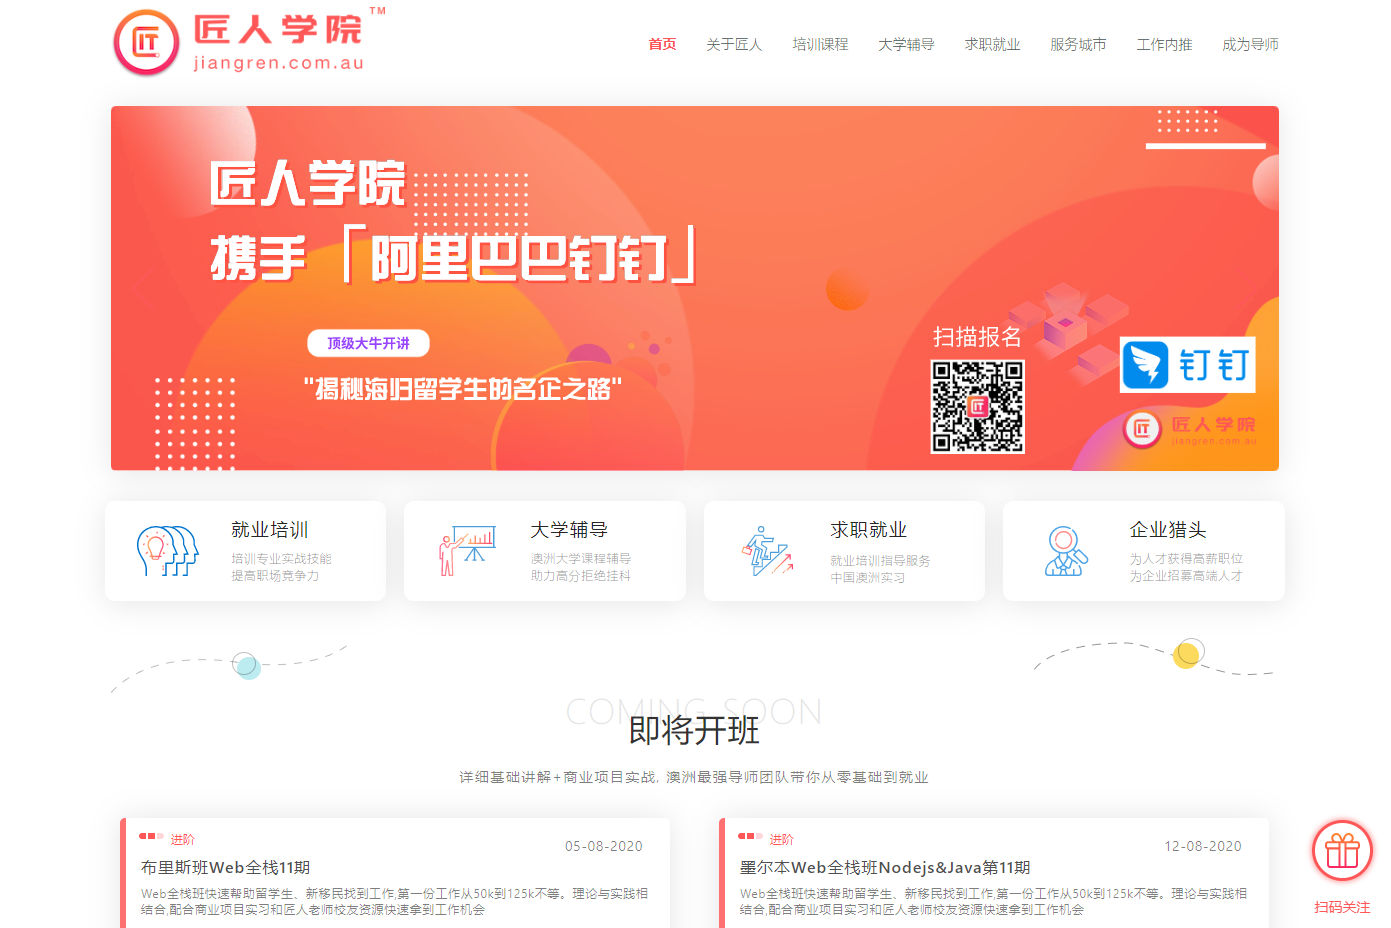 匠人学院
TM
jiangren.com.au
首页 关于匠人 培训课程 大学辅导 求职就业 服务城市 工作内推 成为导师
匠人学院
携手「阿里巴巴钉钉」
顶级大牛开讲
"揭秘海归留学生的名企之路"
扫描报名
钉钉
匠人学院
jiangren.com.au
就业培训
培训专业实战技能
提高职场竞争力
大学辅导
澳洲大学课程辅导
助力高分拒绝挂科
求职就业
就业培训指导服务
中国澳洲实习
企业猎头
为人才获得高薪职位
为企业招募高端人才
COMING SOON
即将开班
详细基础讲解+商业项目实战, 澳洲最强导师团队带你从零基础到就业
进阶
05-08-2020
布里斯班Web全栈11期
Web全栈班快速帮助留学生、新移民找到工作,第一份工作从50k到125k不等。理论与实践相
结合,配合商业项目实习和匠人老师校友资源快速拿到工作机会
进阶
12-08-2020
墨尔本Web全栈班Nodejs&Java第11期
Web全栈班快速帮助留学生、新移民找到工作,第一份工作从50k到125k不等。理论与实践相
结合,配合商业项目实习和匠人老师校友资源快速拿到工作机会
扫码关注